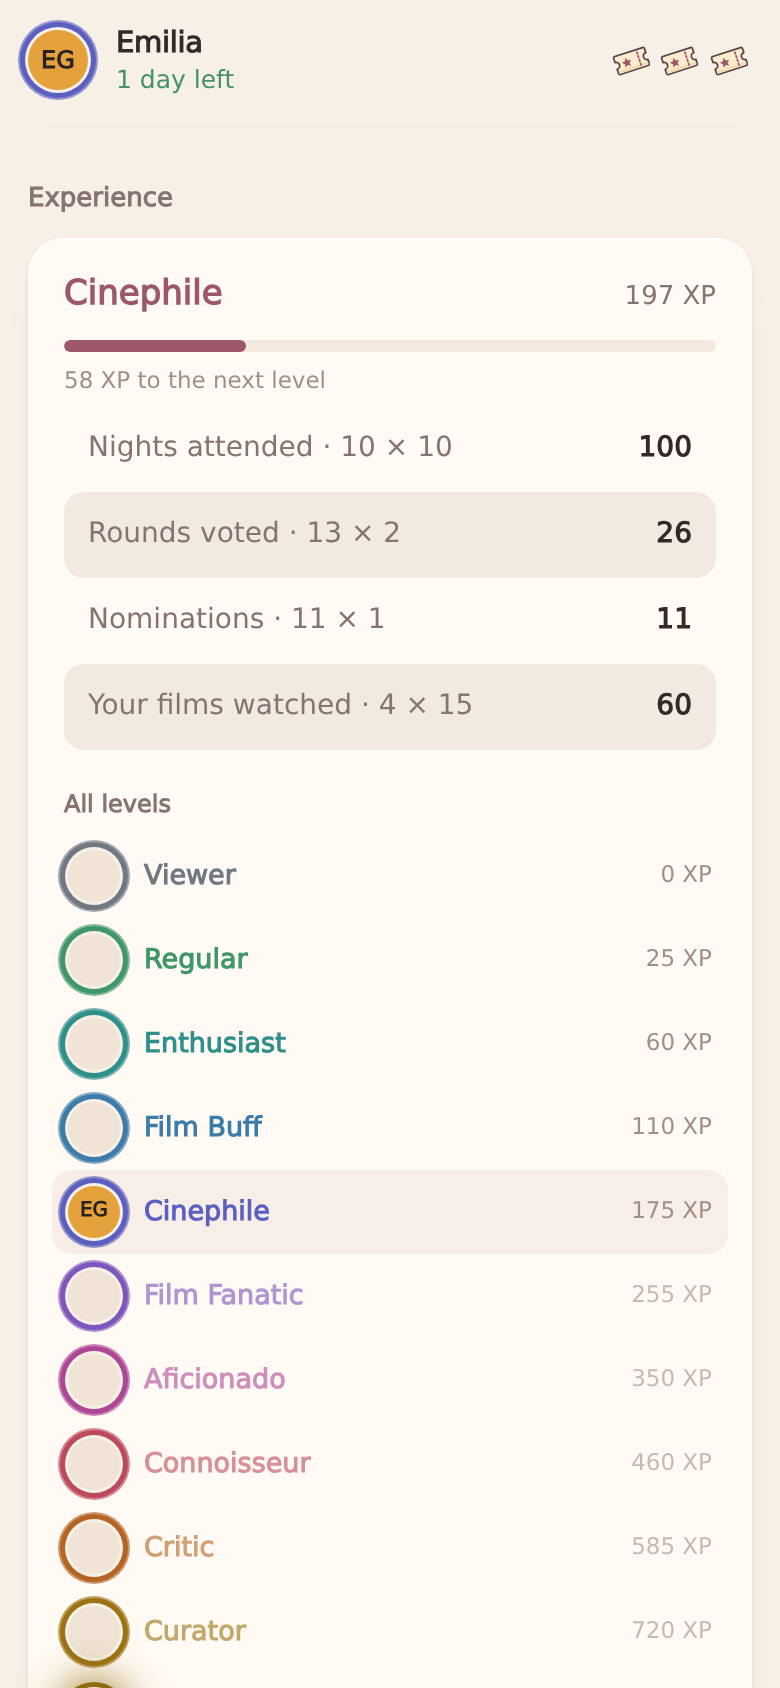 EG
Emilia
1 day left
Experience
Cinephile 197 XP
58 XP to the next level
Nights attended · 10 × 10 100
Rounds voted · 13 × 2 26
Nominations · 11 × 1 11
Your films watched · 4 × 15 60
All levels
Viewer 0 XP
Regular 25 XP
Enthusiast 60 XP
Film Buff 110 XP
EG Cinephile 175 XP
Film Fanatic 255 XP
Aficionado 350 XP
Connoisseur 460 XP
Critic 585 XP
Curator 720 XP